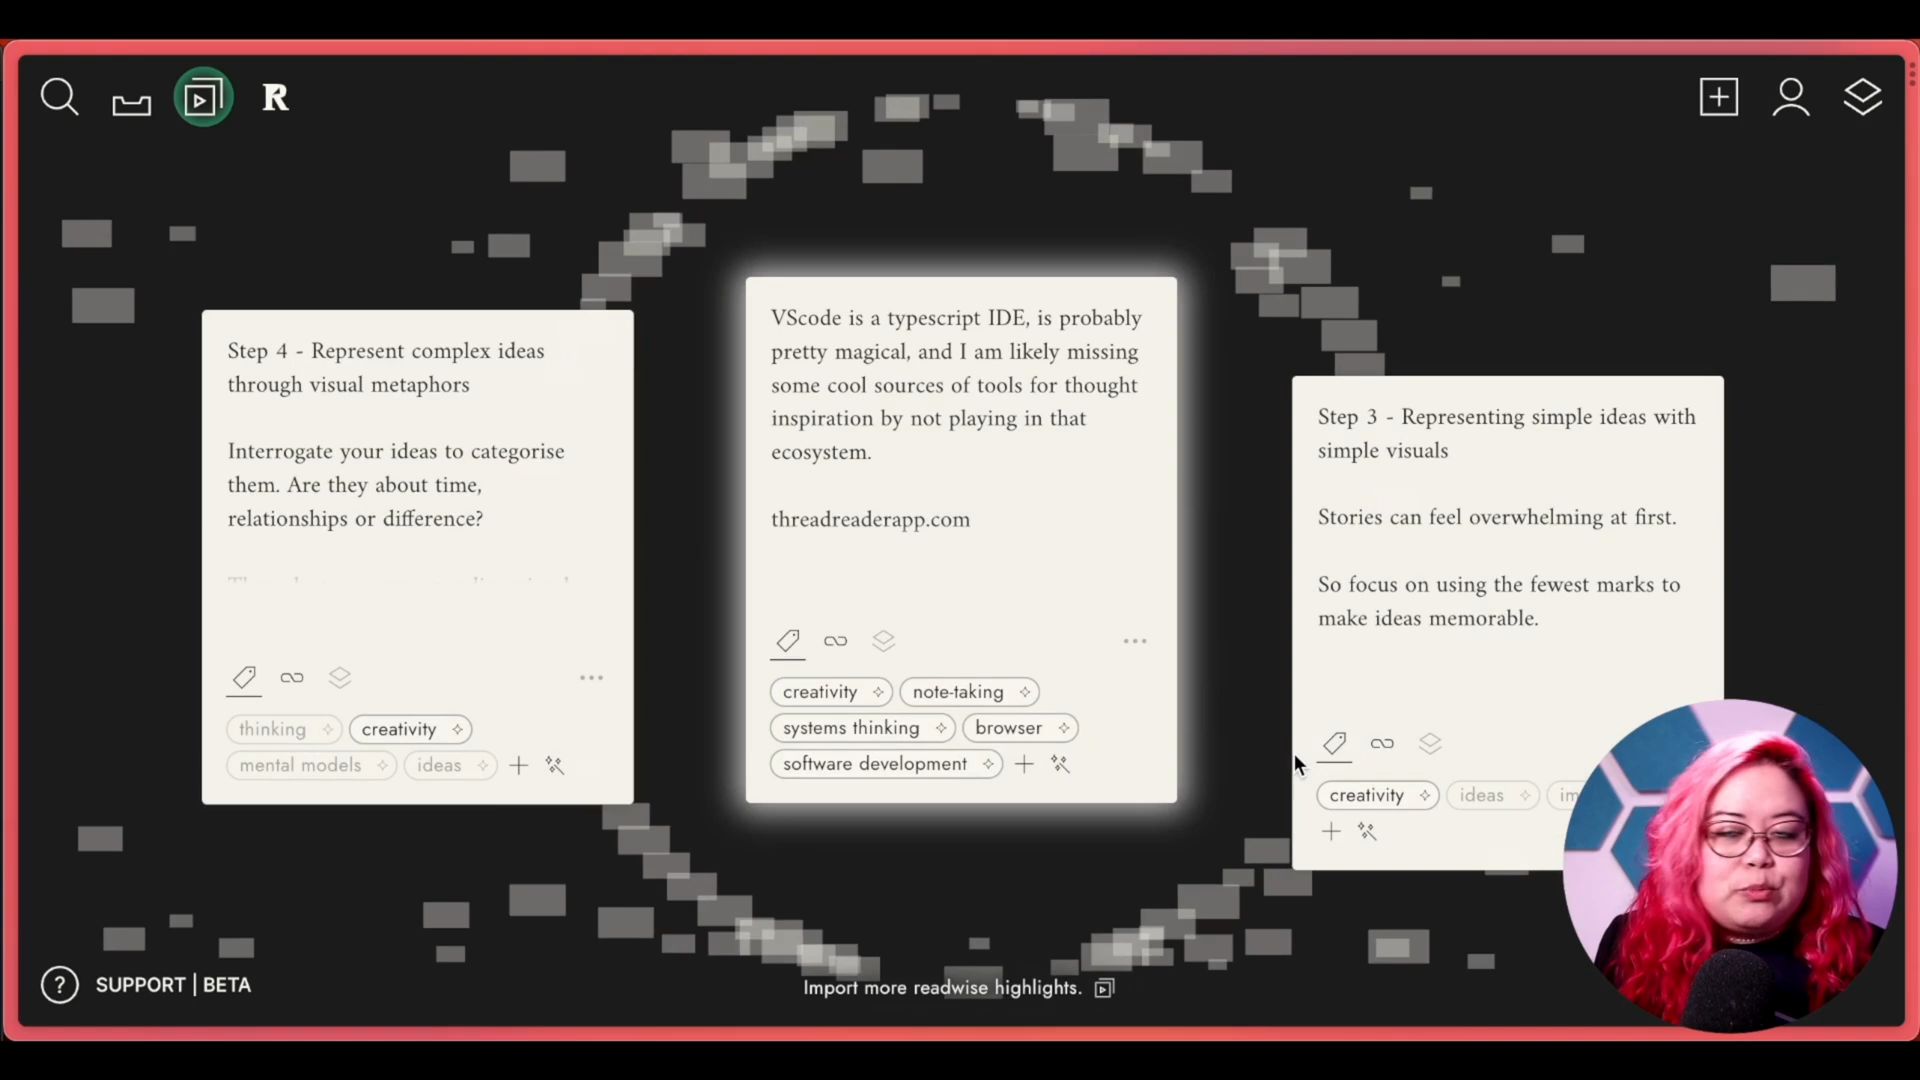 R
Step 4 - Represent complex ideas
through visual metaphors
Interrogate your ideas to categorise
them. Are they about time,
relationships or difference?
thinking
creativity
mental models
ideas
VScode is a typescript IDE, is probably
pretty magical, and I am likely missing
some cool sources of tools for thought
inspiration by not playing in that
ecosystem.
threadreaderapp.com
creativity
note-taking
systems thinking
browser
software development
Step 3 - Representing simple ideas with
simple visuals
Stories can feel overwhelming at first.
So focus on using the fewest marks to
make ideas memorable.
creativity
ideas
im
? SUPPORT | BETA
Import more readwise highlights.